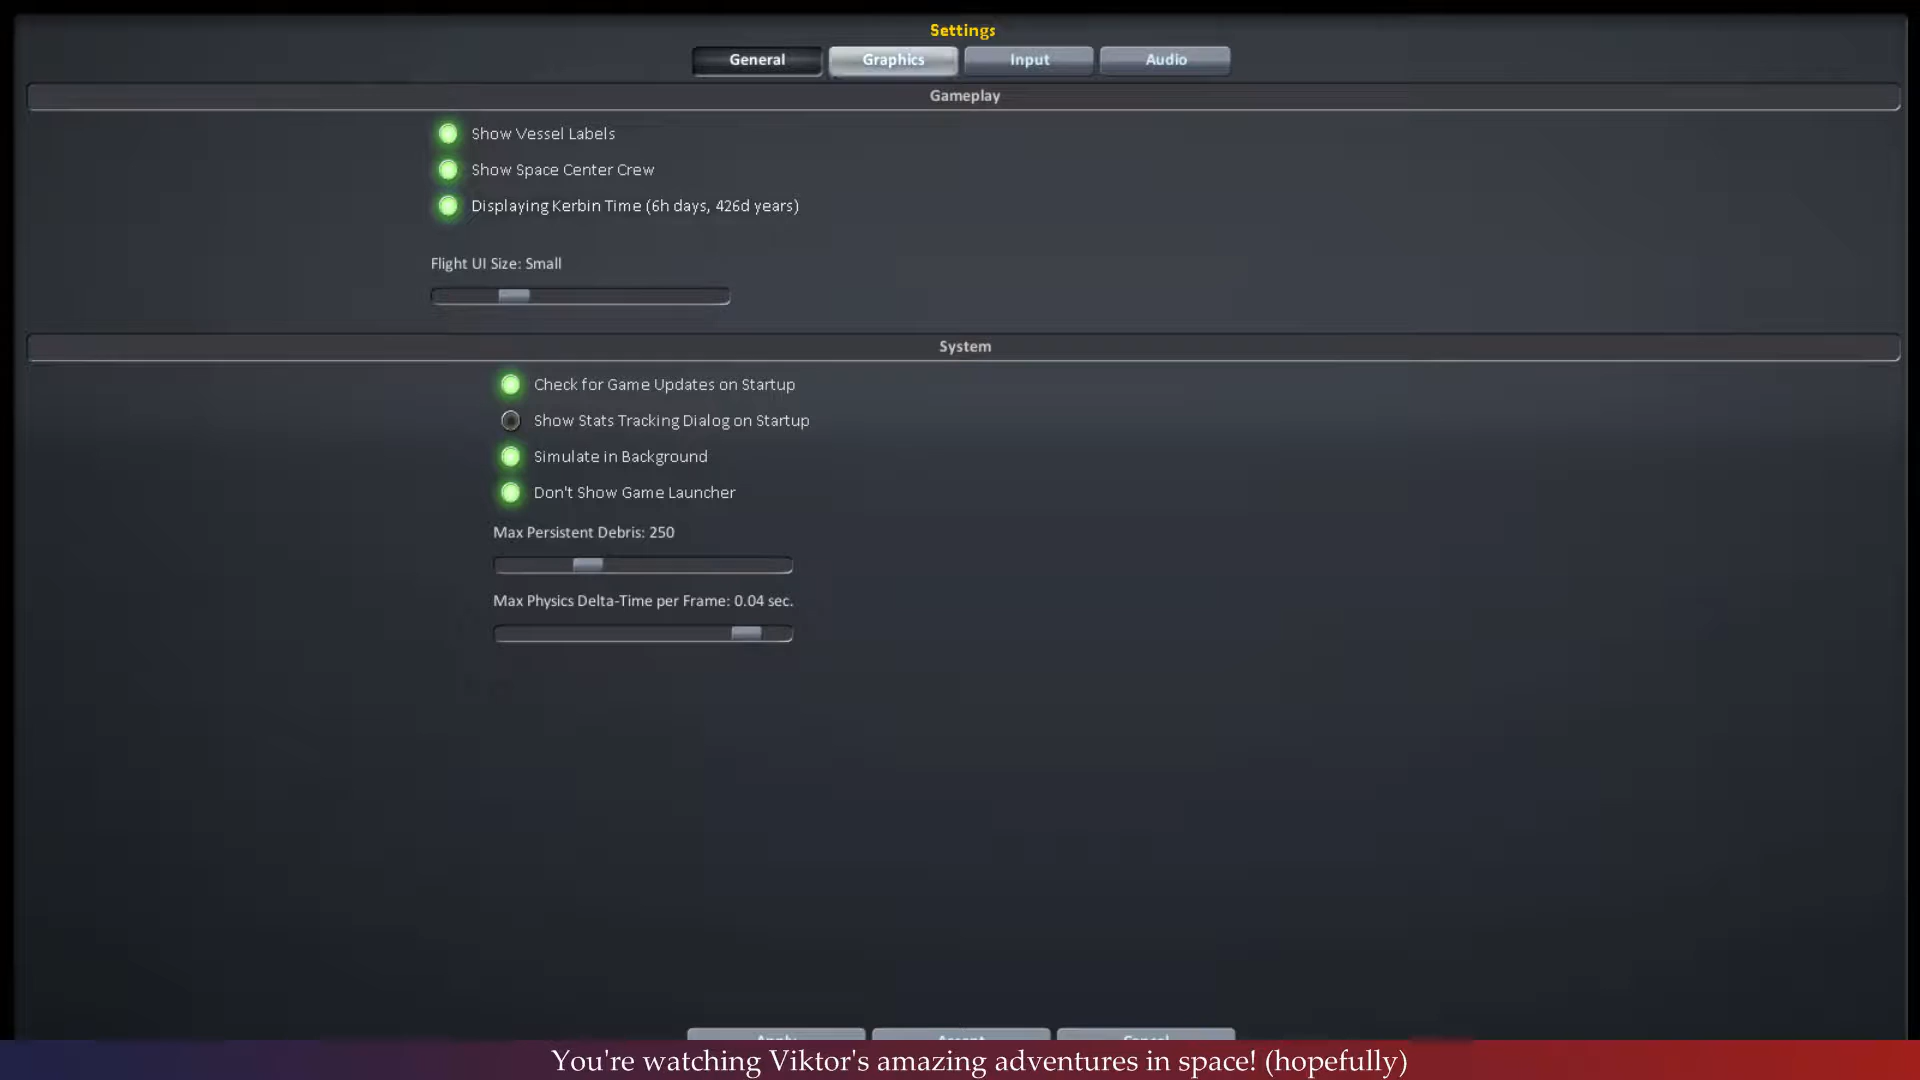 Settings
General Graphics Input Audio
Gameplay
Show Vessel Labels
Show Space Center Crew
Displaying Kerbin Time (6h days, 426d years)
Flight UI Size: Small
System
Check for Game Updates on Startup
Show Stats Tracking Dialog on Startup
Simulate in Background
Don't Show Game Launcher
Max Persistent Debris: 250
Max Physics Delta-Time per Frame: 0.04 sec.
Apply Accept Cancel
You're watching Viktor's amazing adventures in space! (hopefully)